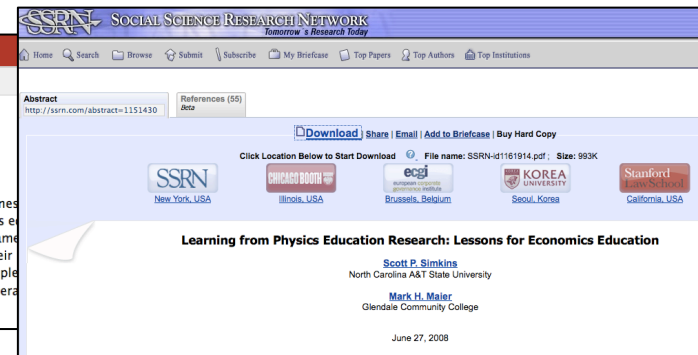 SSRN SOCIAL SCIENCE RESEARCH NETWORK
Tomorrow`s Research Today
Home Search Browse Submit Subscribe My Briefcase Top Papers Top Authors Top Institutions
Abstract
http://ssrn.com/abstract=1151430
References (55)
Beta
Download | Share | Email | Add to Briefcase | Buy Hard Copy
Click Location Below to Start Download ? File name: SSRN-id1161914.pdf ; Size: 993K
SSRN
New York, USA
CHICAGO BOOTH
Illinois, USA
ecgi
european corporate
governance institute
Brussels, Belgium
KOREA
UNIVERSITY
Seoul, Korea
Stanford
LawSchool
California, USA
Learning from Physics Education Research: Lessons for Economics Education
Scott P. Simkins
North Carolina A&T State University
Mark H. Maier
Glendale Community College
June 27, 2008